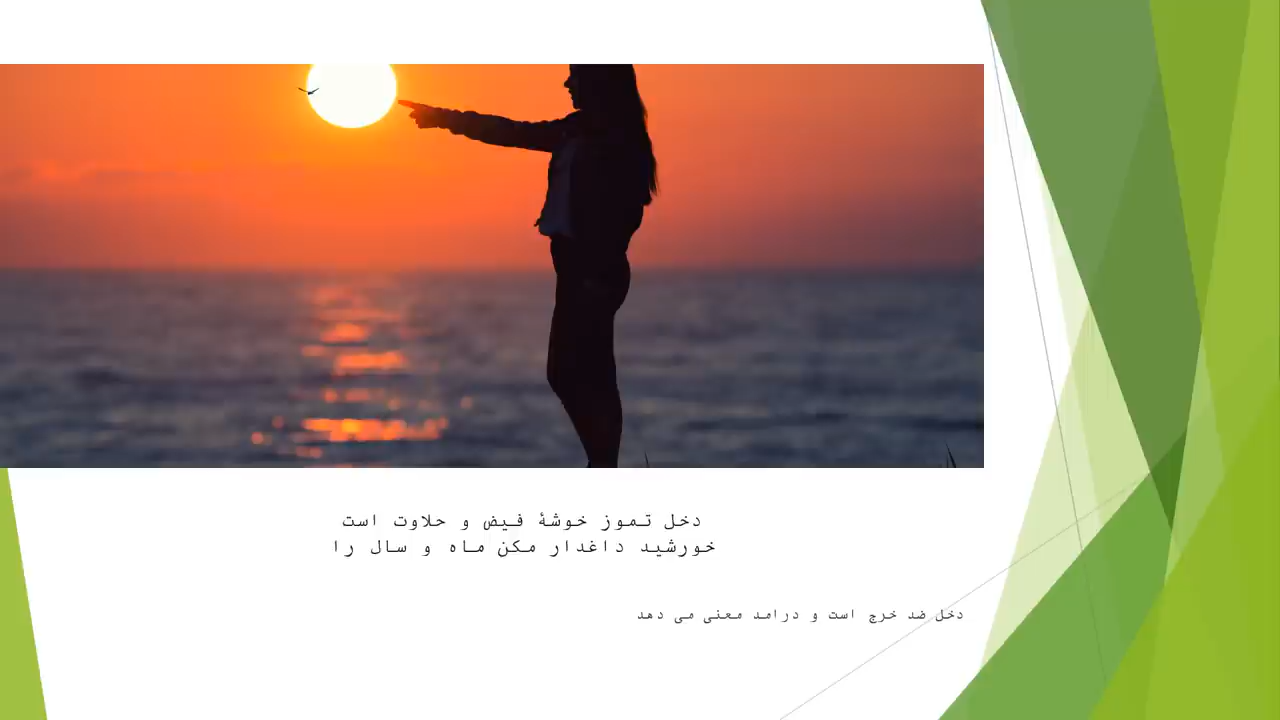 دخل تموز خوشهٔ فیض و حلاوت است
خورشید داغدار مکن ماه و سال را
دخل ضد خرج است و درامد معنی می دهد